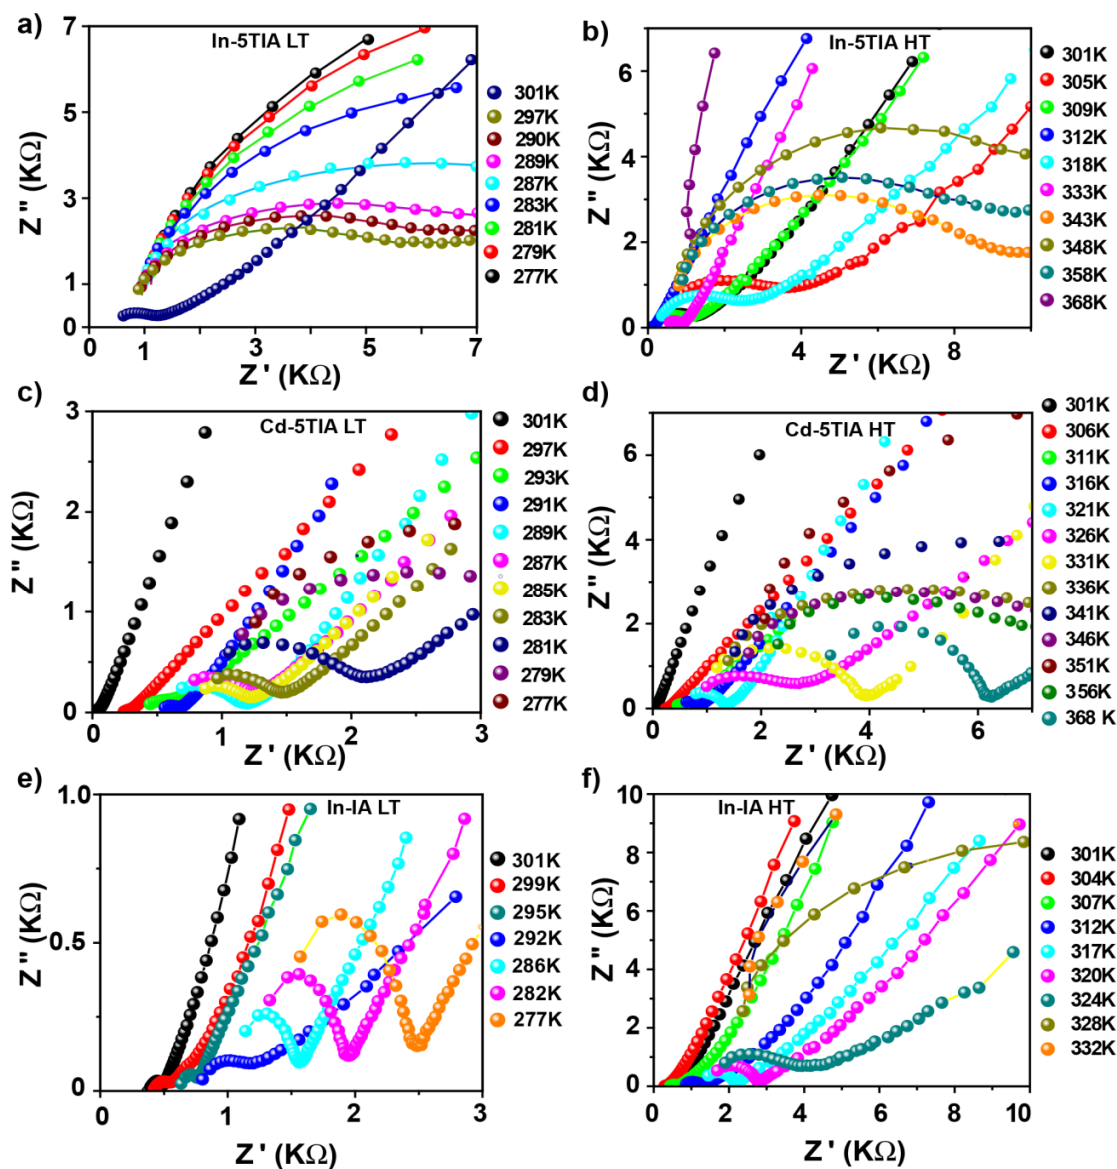 a)
In-5TIA LT
7
5
3
1
0
Z'' (KΩ)
0
1
3
5
7
Z' (KΩ)
301K
297K
290K
289K
287K
283K
281K
279K
277K
b)
In-5TIA HT
6
4
2
0
Z'' (KΩ)
0
4
8
Z' (KΩ)
301K
305K
309K
312K
318K
333K
343K
348K
358K
368K
c)
Cd-5TIA LT
3
2
1
0
Z'' (KΩ)
0
1
2
3
Z' (KΩ)
301K
297K
293K
291K
289K
287K
285K
283K
281K
279K
277K
d)
Cd-5TIA HT
6
4
2
0
Z'' (KΩ)
0
2
4
6
Z' (KΩ)
301K
306K
311K
316K
321K
326K
331K
336K
341K
346K
351K
356K
368 K
e)
In-IA LT
1.0
0.5
0
Z'' (KΩ)
0
1
2
3
Z' (KΩ)
301K
299K
295K
292K
286K
282K
277K
f)
In-IA HT
10
8
6
4
2
0
Z'' (KΩ)
0
2
4
6
8
10
Z' (KΩ)
301K
304K
307K
312K
317K
320K
324K
328K
332K